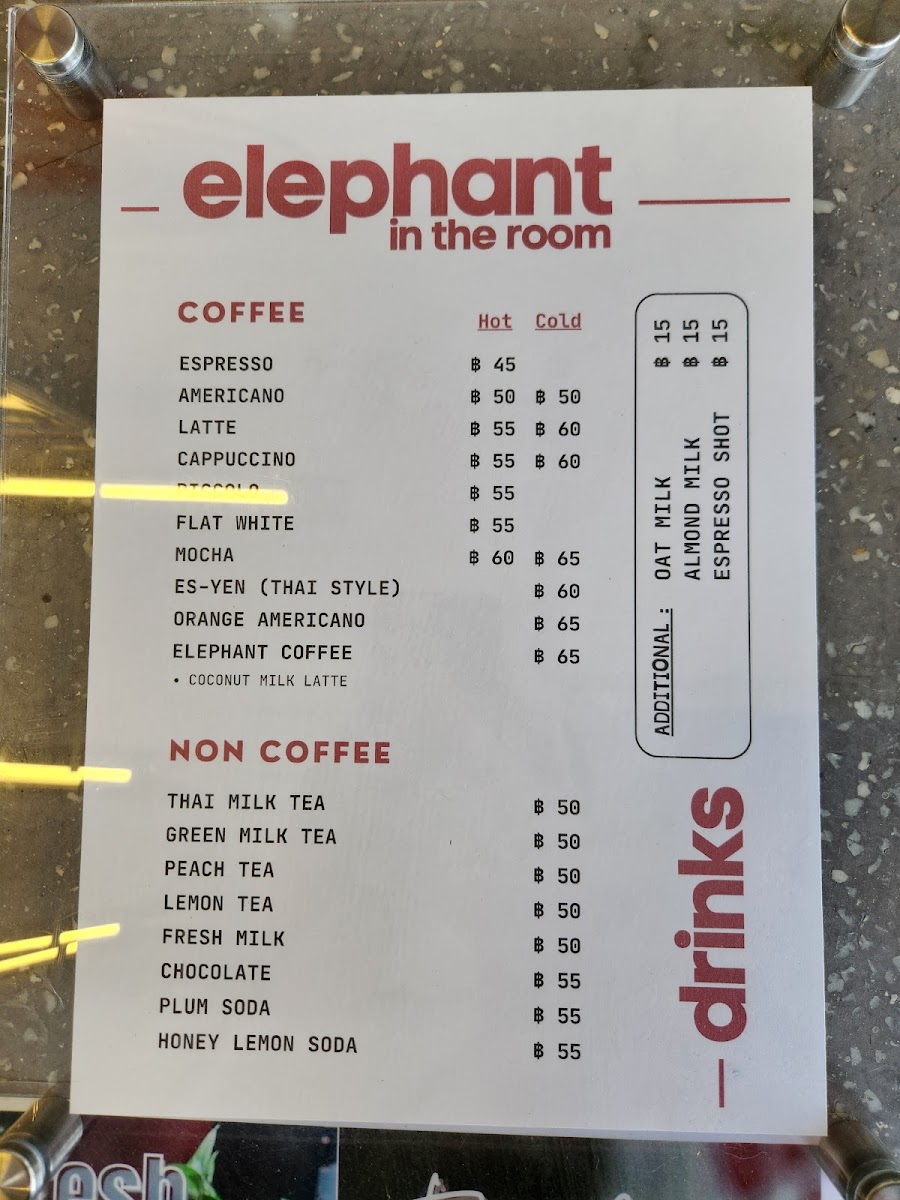 elephant
in the room
COFFEE
Hot Cold
ESPRESSO ฿ 45
AMERICANO ฿ 50 ฿ 50
LATTE ฿ 55 ฿ 60
CAPPUCCINO ฿ 55 ฿ 60
PICCOLO ฿ 55
FLAT WHITE ฿ 55
MOCHA ฿ 60 ฿ 65
ES-YEN (THAI STYLE) ฿ 60
ORANGE AMERICANO ฿ 65
ELEPHANT COFFEE ฿ 65
• COCONUT MILK LATTE
NON COFFEE
THAI MILK TEA ฿ 50
GREEN MILK TEA ฿ 50
PEACH TEA ฿ 50
LEMON TEA ฿ 50
FRESH MILK ฿ 50
CHOCOLATE ฿ 55
PLUM SODA ฿ 55
HONEY LEMON SODA ฿ 55
ADDITIONAL: OAT MILK ฿ 15
ALMOND MILK ฿ 15
ESPRESSO SHOT ฿ 15
drinks
esh